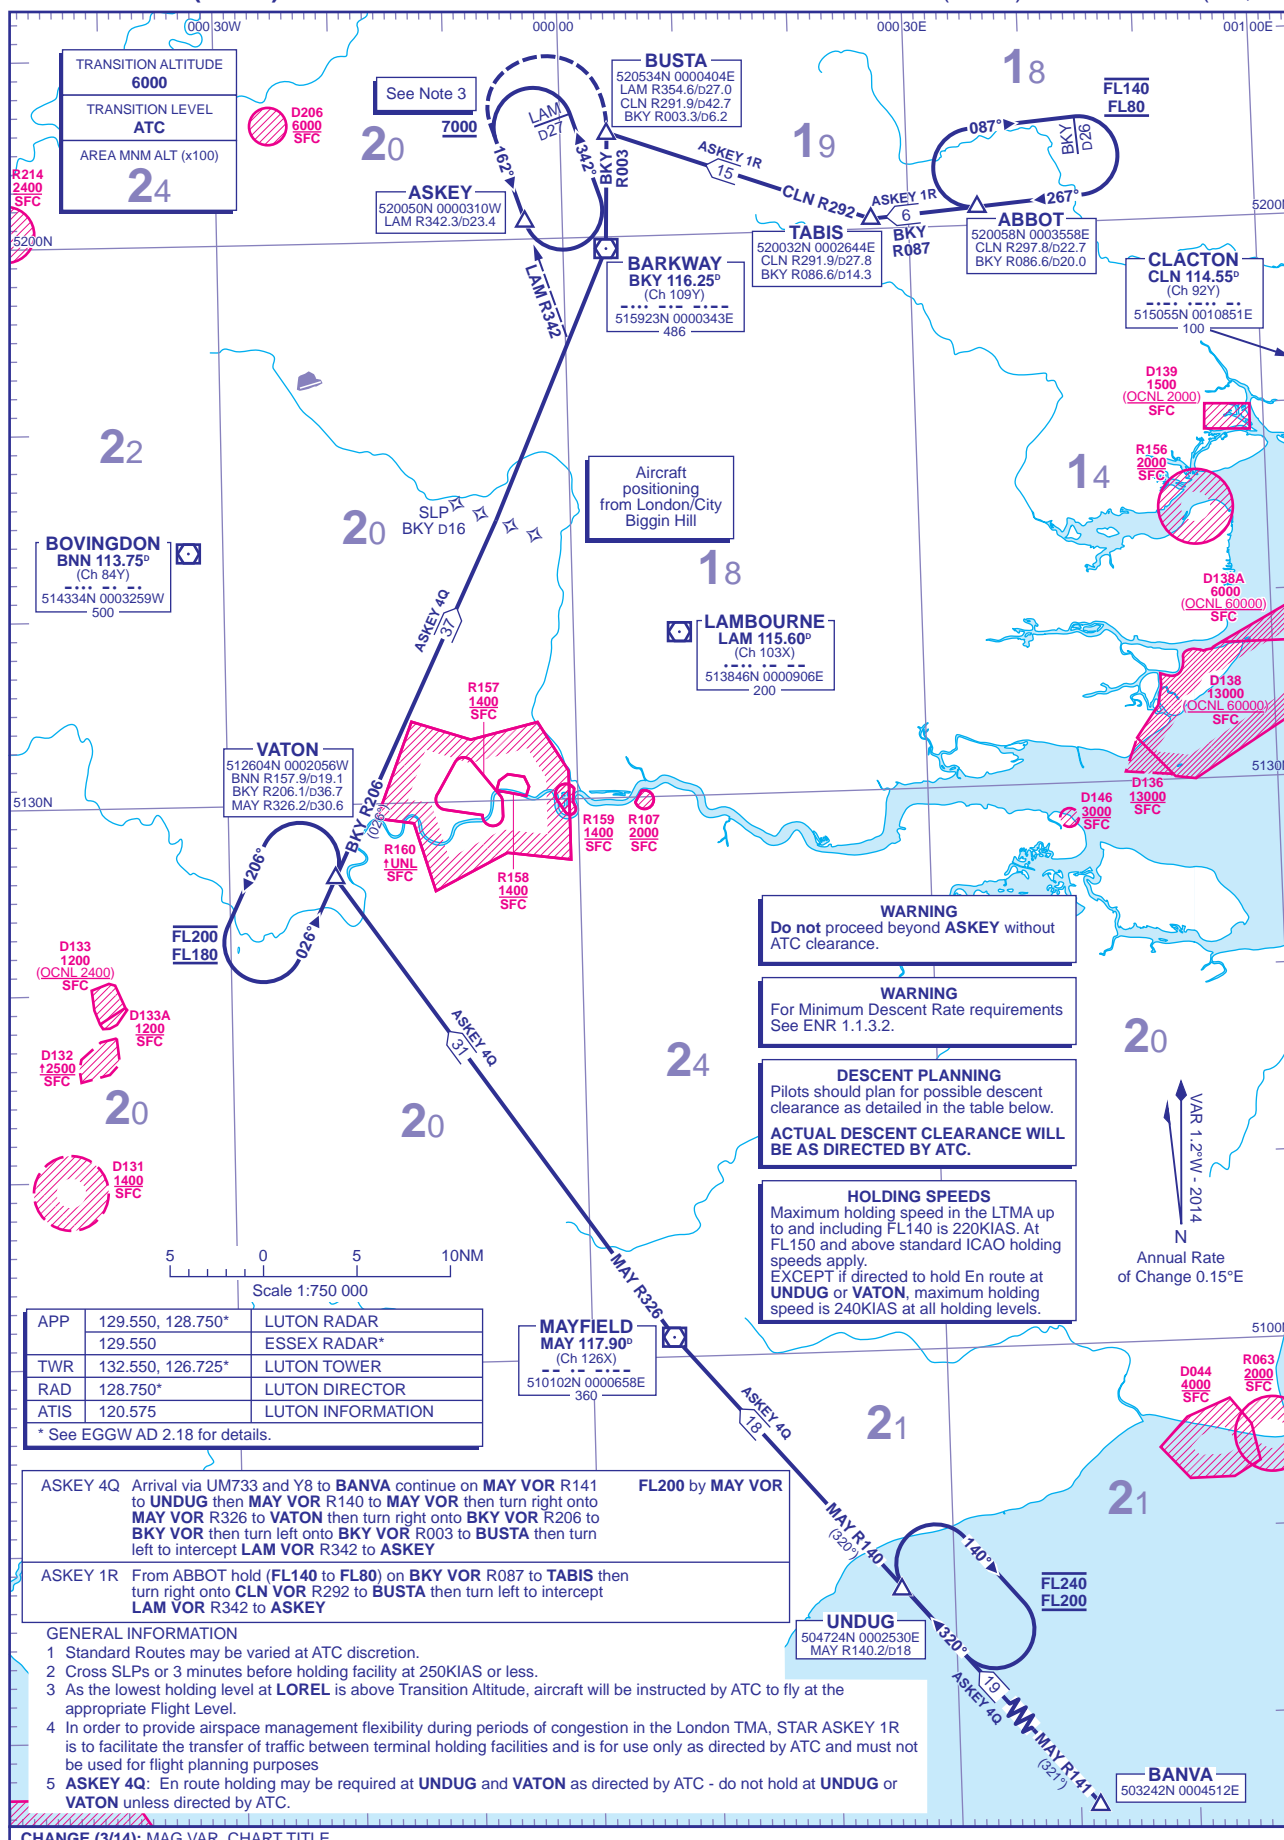 000 30W
000 00
000 30E
001 00E
TRANSITION ALTITUDE
6000
TRANSITION LEVEL
ATC
AREA MNM ALT (x100)
24
D206
6000
SFC
R214
2400
SFC
5200N
20
See Note 3
7000
LAM
D27
162°
342°
BKY
R003
BUSTA
520534N 0000404E
LAM R354.6/D27.0
CLN R291.9/D42.7
BKY R003.3/D6.2
ASKEY
520050N 0000310W
LAM R342.3/D23.4
LAM R342
ASKEY 1R
15
CLN R292
19
18
FL140
FL80
087°
BKY
D26
267°
ASKEY 1R
6
BKY
R087
TABIS
520032N 0002644E
CLN R291.9/D27.8
BKY R086.6/D14.3
ABBOT
520058N 0003558E
CLN R297.8/D22.7
BKY R086.6/D20.0
5200N
BARKWAY
BKY 116.25D
(Ch 109Y)
515923N 0000343E
486
CLACTON
CLN 114.55D
(Ch 92Y)
515055N 0010851E
100
D139
1500
(OCNL 2000)
SFC
R156
2000
SFC
14
22
20
SLP
BKY D16
Aircraft
positioning
from London/City
Biggin Hill
18
BOVINGDON
BNN 113.75D
(Ch 84Y)
514334N 0003259W
500
ASKEY 4Q
37
LAMBOURNE
LAM 115.60D
(Ch 103X)
513846N 0000906E
200
D138A
6000
(OCNL 60000)
SFC
D138
13000
(OCNL 60000)
SFC
D136
13000
SFC
5130N
R157
1400
SFC
VATON
512604N 0002056W
BNN R157.9/D19.1
BKY R206.1/D36.7
MAY R326.2/D30.6
5130N
BKY R206
(026°)
R160
↑UNL
SFC
R158
1400
SFC
R159
1400
SFC
R107
2000
SFC
D146
3000
SFC
206°
026°
FL200
FL180
D133
1200
(OCNL 2400)
SFC
D133A
1200
SFC
D132
↑2500
SFC
20
D131
1400
SFC
20
ASKEY 4Q
31
24
20
WARNING
Do not proceed beyond ASKEY without
ATC clearance.
WARNING
For Minimum Descent Rate requirements
See ENR 1.1.3.2.
DESCENT PLANNING
Pilots should plan for possible descent
clearance as detailed in the table below.
ACTUAL DESCENT CLEARANCE WILL
BE AS DIRECTED BY ATC.
HOLDING SPEEDS
Maximum holding speed in the LTMA up
to and including FL140 is 220KIAS. At
FL150 and above standard ICAO holding
speeds apply.
EXCEPT if directed to hold En route at
UNDUG or VATON, maximum holding
speed is 240KIAS at all holding levels.
VAR 1.2°W - 2014
N
Annual Rate
of Change 0.15°E
5 0 5 10NM
Scale 1:750 000
MAY R326
MAYFIELD
MAY 117.90D
(Ch 126X)
510102N 0000658E
360
5100N
D044
4000
SFC
R063
2000
SFC
APP 129.550, 128.750* LUTON RADAR
129.550 ESSEX RADAR*
TWR 132.550, 126.725* LUTON TOWER
RAD 128.750* LUTON DIRECTOR
ATIS 120.575 LUTON INFORMATION
* See EGGW AD 2.18 for details.
ASKEY 4Q
18
21
21
ASKEY 4Q Arrival via UM733 and Y8 to BANVA continue on MAY VOR R141 FL200 by MAY VOR
to UNDUG then MAY VOR R140 to MAY VOR then turn right onto
MAY VOR R326 to VATON then turn right onto BKY VOR R206 to
BKY VOR then turn left onto BKY VOR R003 to BUSTA then turn
left to intercept LAM VOR R342 to ASKEY
ASKEY 1R From ABBOT hold (FL140 to FL80) on BKY VOR R087 to TABIS then
turn right onto CLN VOR R292 to BUSTA then turn left to intercept
LAM VOR R342 to ASKEY
MAY R140
(320°)
140°
320°
FL240
FL200
UNDUG
504724N 0002530E
MAY R140.2/D18
ASKEY 4Q
19
MAY R141
(321°)
BANVA
503242N 0004512E
GENERAL INFORMATION
1 Standard Routes may be varied at ATC discretion.
2 Cross SLPs or 3 minutes before holding facility at 250KIAS or less.
3 As the lowest holding level at LOREL is above Transition Altitude, aircraft will be instructed by ATC to fly at the
appropriate Flight Level.
4 In order to provide airspace management flexibility during periods of congestion in the London TMA, STAR ASKEY 1R
is to facilitate the transfer of traffic between terminal holding facilities and is for use only as directed by ATC and must not
be used for flight planning purposes
5 ASKEY 4Q: En route holding may be required at UNDUG and VATON as directed by ATC - do not hold at UNDUG or
VATON unless directed by ATC.
CHANGE (3/14): MAG VAR. CHART TITLE.